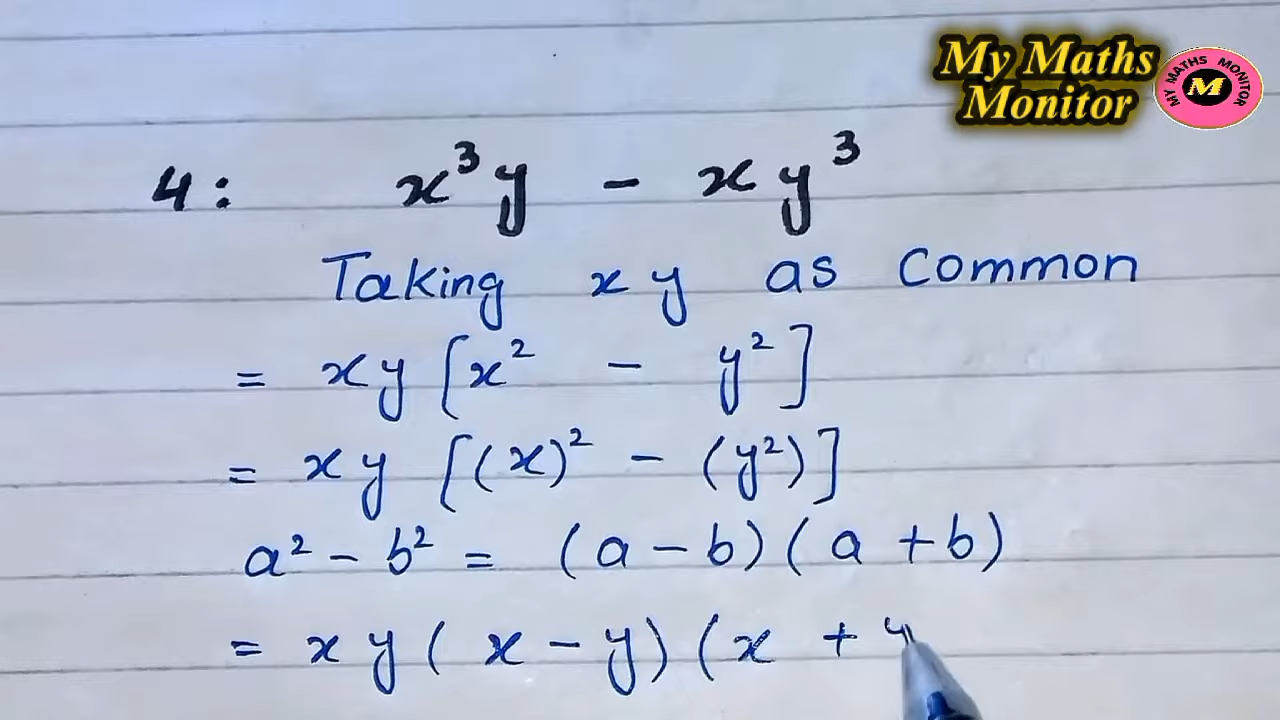 My Maths
Monitor
MY MATHS MONITOR
M
4: x³y - xy³
Taking xy as Common
= xy[x² - y²]
= xy[(x)² - (y²)]
a² - b² = (a - b)(a + b)
= xy(x - y)(x +